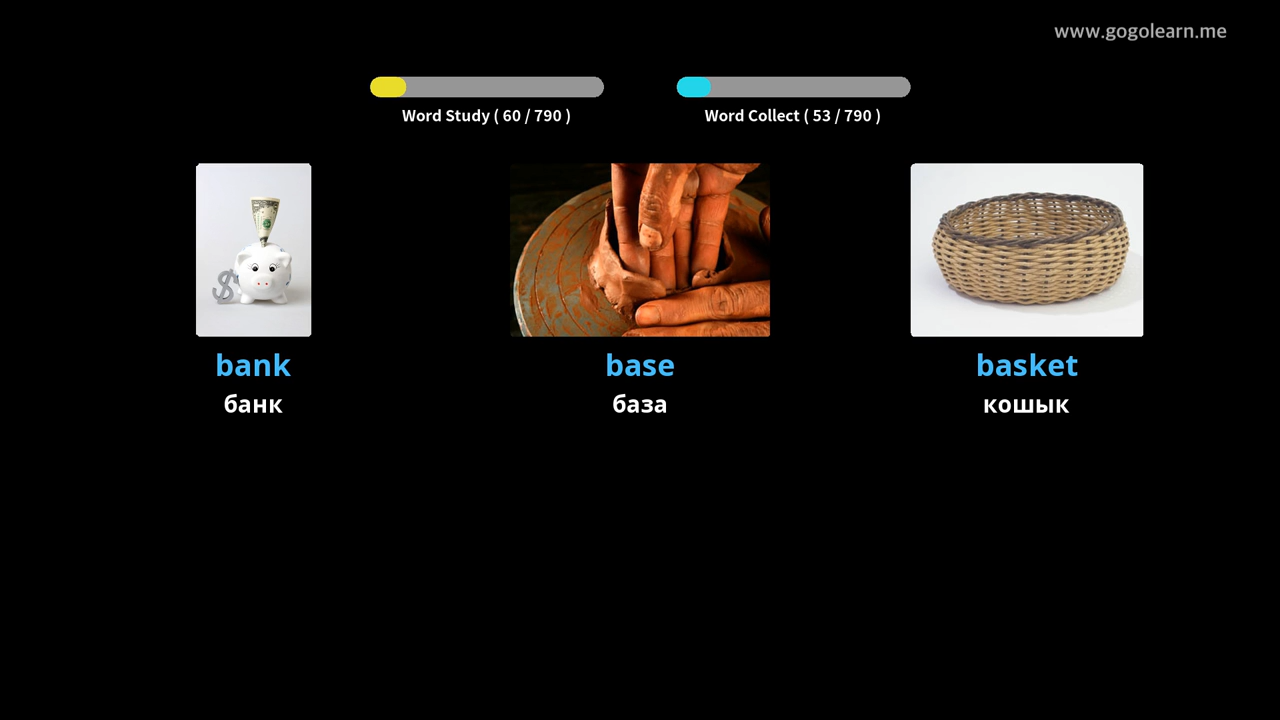 www.gogolearn.me
Word Study ( 60 / 790 )
Word Collect ( 53 / 790 )
bank
base
basket
банк
база
кошык